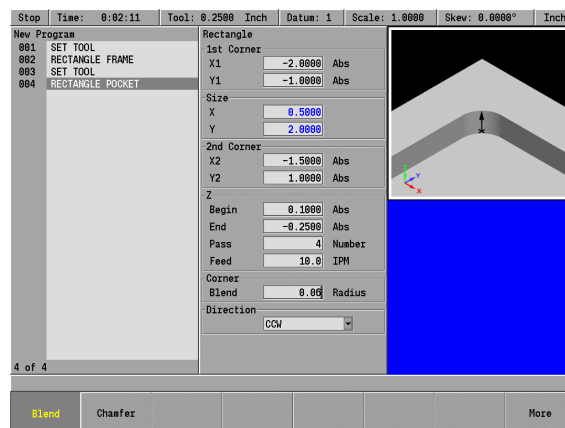 Stop Time: 0:02:11 Tool: 0.2500 Inch Datum: 1 Scale: 1.0000 Skew: 0.0000° Inch
New Program
001 SET TOOL
002 RECTANGLE FRAME
003 SET TOOL
004 RECTANGLE POCKET
4 of 4
Rectangle
1st Corner
X1 -2.0000 Abs
Y1 -1.0000 Abs
Size
X 0.5000
Y 2.0000
2nd Corner
X2 -1.5000 Abs
Y2 1.0000 Abs
Z
Begin 0.1000 Abs
End -0.2500 Abs
Pass 4 Number
Feed 10.0 IPM
Corner
Blend 0.06 Radius
Direction
CCW
Y
X
Blend Chamfer More